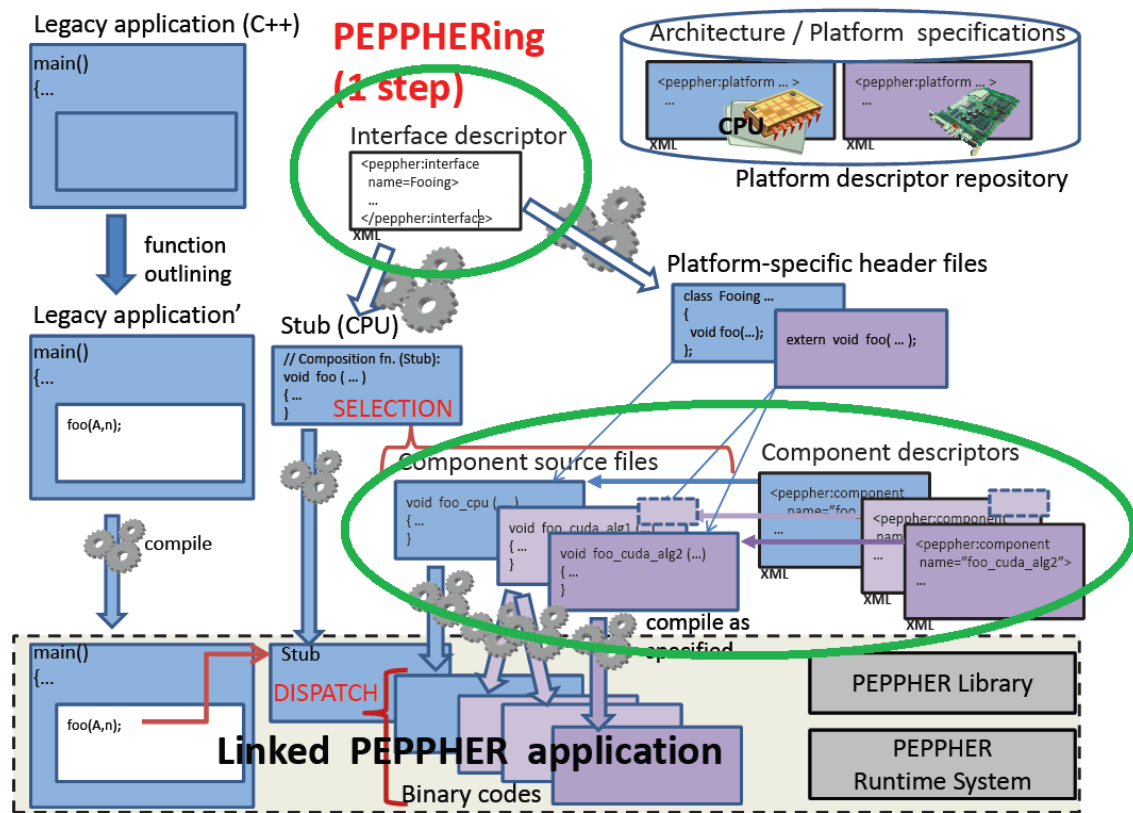 Legacy application (C++)
main()
{...
function
outlining
Legacy application'
main()
{...
foo(A,n);
compile
main()
{...
foo(A,n);
PEPPHERing
(1 step)
Interface descriptor
<peppher:interface
name=Fooing>
...
</peppher:interface>
XML
Architecture / Platform specifications
<peppher:platform ... >
...
CPU
XML
<peppher:platform ... >
...
XML
Platform descriptor repository
Platform-specific header files
class Fooing ...
{
void foo(...);
};
extern void foo( ... );
Stub (CPU)
// Composition fn. (Stub):
void foo ( ... )
{ ...
}
SELECTION
Component source files
void foo_cpu (...)
{ ...
}
void foo_cuda_alg1 (...)
{ ...
}
void foo_cuda_alg2 (...)
{ ...
}
Component descriptors
<peppher:component
name="foo_
...
XML
<peppher:component
...
XML
<peppher:component
name="foo_cuda_alg2">
...
XML
compile as
specified
Stub
DISPATCH
Linked PEPPHER application
Binary codes
PEPPHER Library
PEPPHER
Runtime System